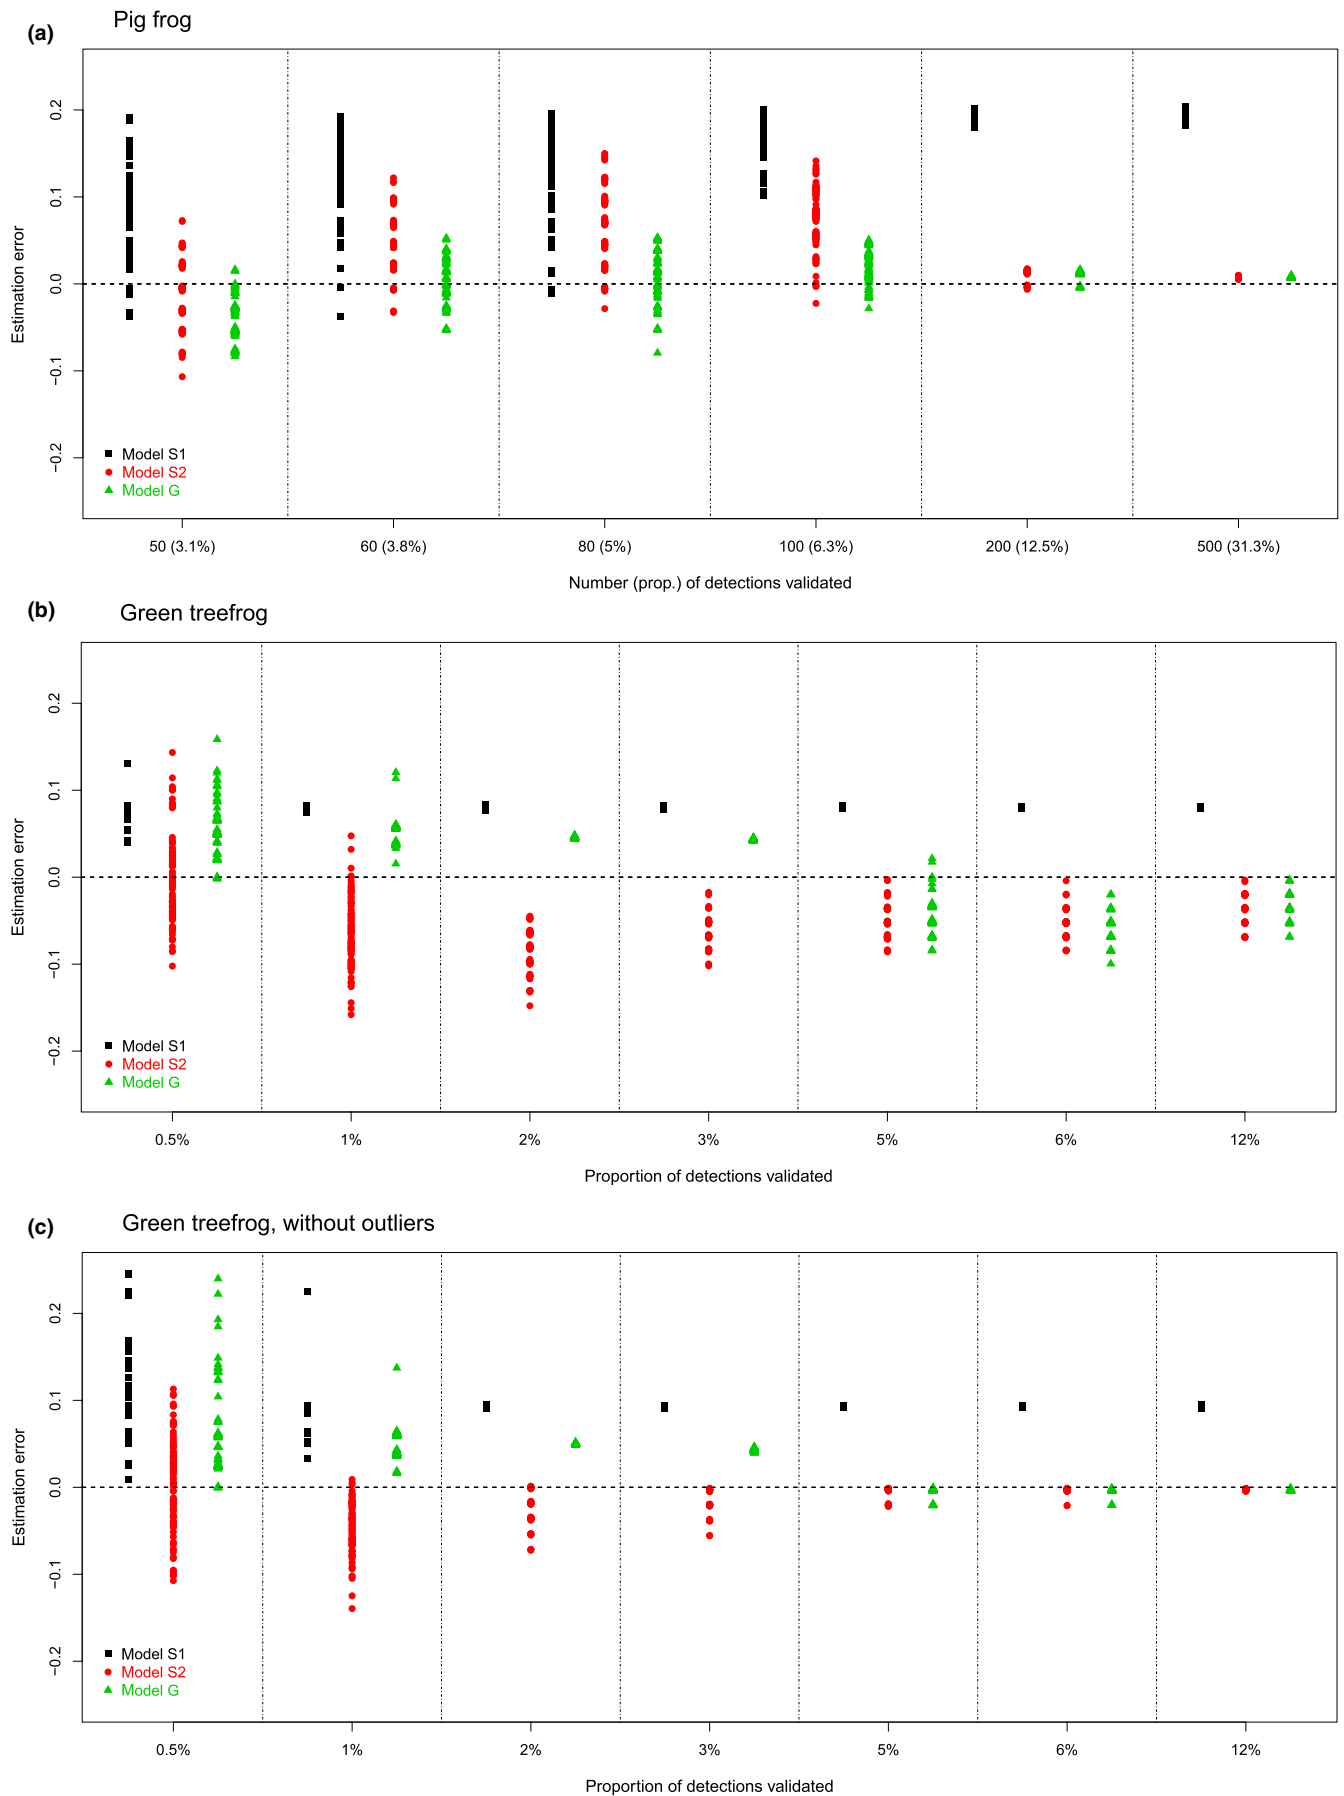 (a)
Pig frog
Estimation error
0.2
0.1
0.0
−0.1
−0.2
Model S1
Model S2
Model G
50 (3.1%) 60 (3.8%) 80 (5%) 100 (6.3%) 200 (12.5%) 500 (31.3%)
Number (prop.) of detections validated
(b)
Green treefrog
Estimation error
0.2
0.1
0.0
−0.1
−0.2
Model S1
Model S2
Model G
0.5% 1% 2% 3% 5% 6% 12%
Proportion of detections validated
(c)
Green treefrog, without outliers
Estimation error
0.2
0.1
0.0
−0.1
−0.2
Model S1
Model S2
Model G
0.5% 1% 2% 3% 5% 6% 12%
Proportion of detections validated